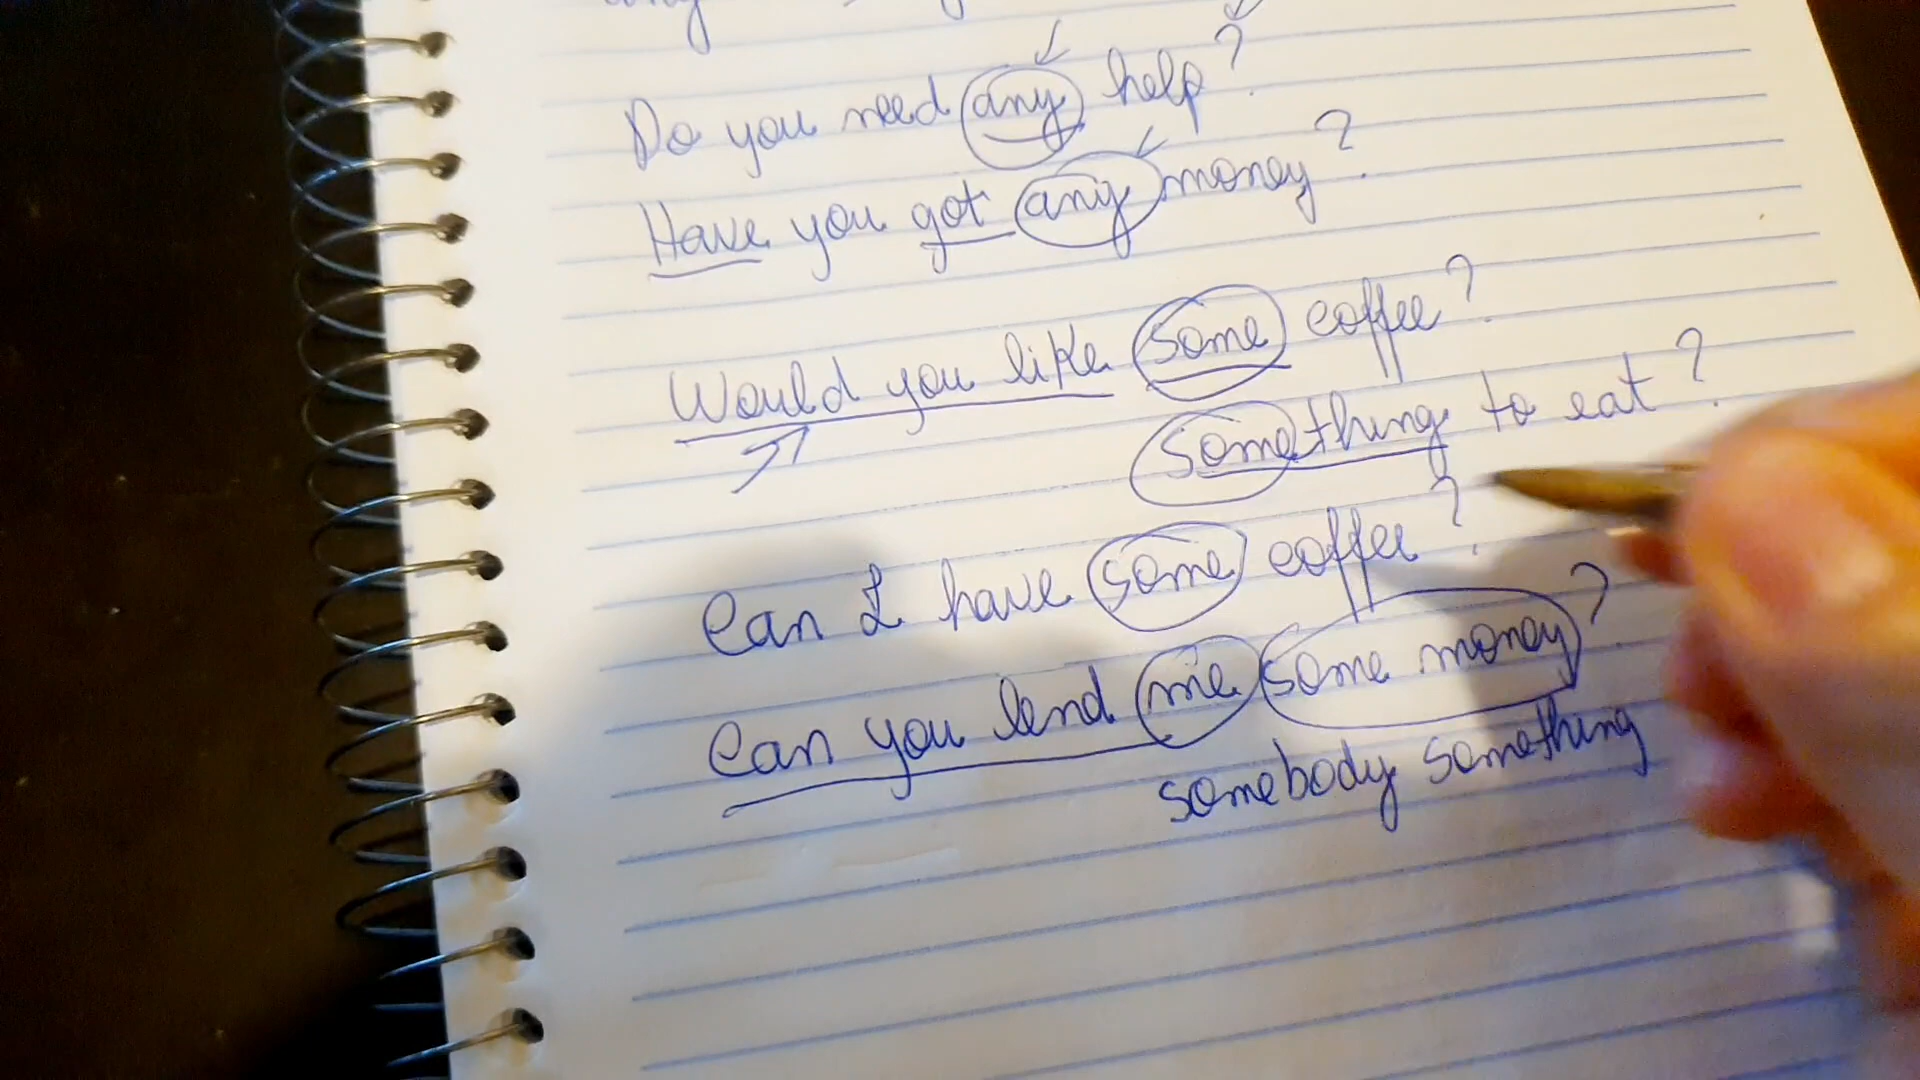 Do you need any help?
Have you got any money?
Would you like some coffee?
something to eat?
Can I have some coffee?
Can you lend me some money?
somebody something